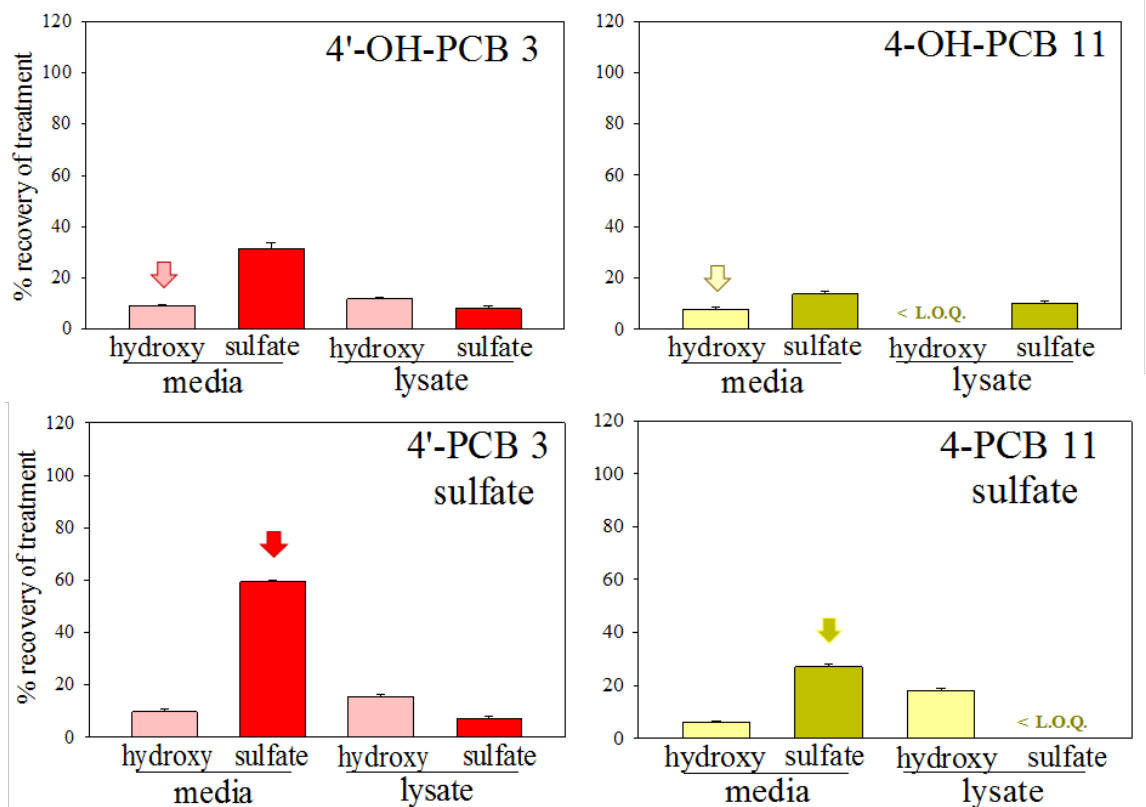 120
100
80
60
40
20
0
% recovery of treatment
4'-OH-PCB 3
hydroxy sulfate hydroxy sulfate
media lysate
120
100
80
60
40
20
0
4-OH-PCB 11
< L.O.Q.
hydroxy sulfate hydroxy sulfate
media lysate
120
100
80
60
40
20
0
% recovery of treatment
4'-PCB 3
sulfate
hydroxy sulfate hydroxy sulfate
media lysate
120
100
80
60
40
20
0
4-PCB 11
sulfate
< L.O.Q.
hydroxy sulfate hydroxy sulfate
media lysate